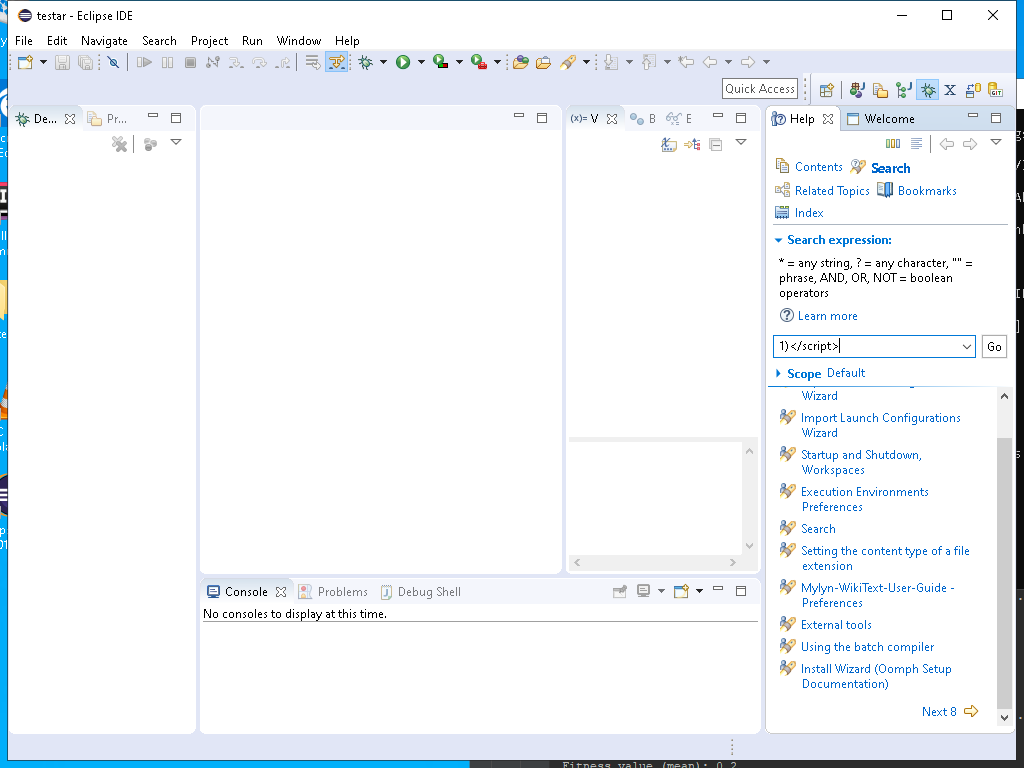 testar - Eclipse IDE
File Edit Navigate Search Project Run Window Help
Quick Access
De... Pr...
(x)= V B E
Help Welcome
Contents Search
Related Topics Bookmarks
Index
Search expression:
* = any string, ? = any character, "" =
phrase, AND, OR, NOT = boolean
operators
Learn more
1)</script> Go
Scope Default
Wizard
Import Launch Configurations
Wizard
Startup and Shutdown,
Workspaces
Execution Environments
Preferences
Search
Setting the content type of a file
extension
Mylyn-WikiText-User-Guide -
Preferences
External tools
Using the batch compiler
Install Wizard (Oomph Setup
Documentation)
Next 8
Console Problems Debug Shell
No consoles to display at this time.
Fitness value (mean): 0.2